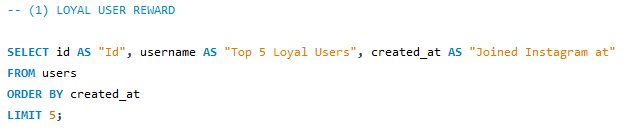 -- (1) LOYAL USER REWARD
SELECT id AS "Id", username AS "Top 5 Loyal Users", created_at AS "Joined Instagram at"
FROM users
ORDER BY created_at
LIMIT 5;